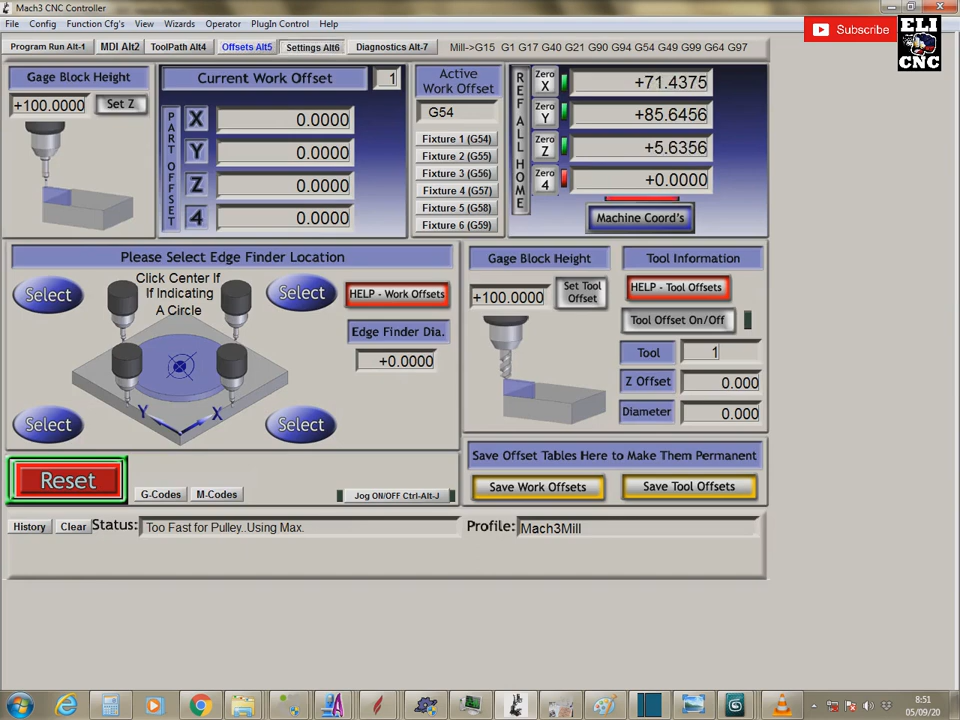 Mach3 CNC Controller
File Config Function Cfg's View Wizards Operator PlugIn Control Help
Program Run Alt-1 MDI Alt2 ToolPath Alt4 Offsets Alt5 Settings Alt6 Diagnostics Alt-7 Mill->G15 G1 G17 G40 G21 G90 G94 G54 G49 G99 G64 G97
Subscribe
ELI
CNC
Gage Block Height
+100.0000 Set Z
Current Work Offset 1
PART OFFSET
X 0.0000
Y 0.0000
Z 0.0000
4 0.0000
Active
Work Offset
G54
Fixture 1 (G54)
Fixture 2 (G55)
Fixture 3 (G56)
Fixture 4 (G57)
Fixture 5 (G58)
Fixture 6 (G59)
REF ALL HOME
Zero X +71.4375
Zero Y +85.6456
Zero Z +5.6356
Zero 4 +0.0000
Machine Coord's
Please Select Edge Finder Location
Click Center If
If Indicating
A Circle
Select
Select
HELP - Work Offsets
Edge Finder Dia.
+0.0000
Y X
Select
Select
Gage Block Height
+100.0000 Set Tool Offset
Tool Information
HELP - Tool Offsets
Tool Offset On/Off
Tool 1
Z Offset 0.000
Diameter 0.000
Save Offset Tables Here to Make Them Permanent
Save Work Offsets Save Tool Offsets
Reset
G-Codes M-Codes
Jog ON/OFF Ctrl-Alt-J
History Clear Status: Too Fast for Pulley..Using Max. Profile: Mach3Mill
8:51
05/09/20